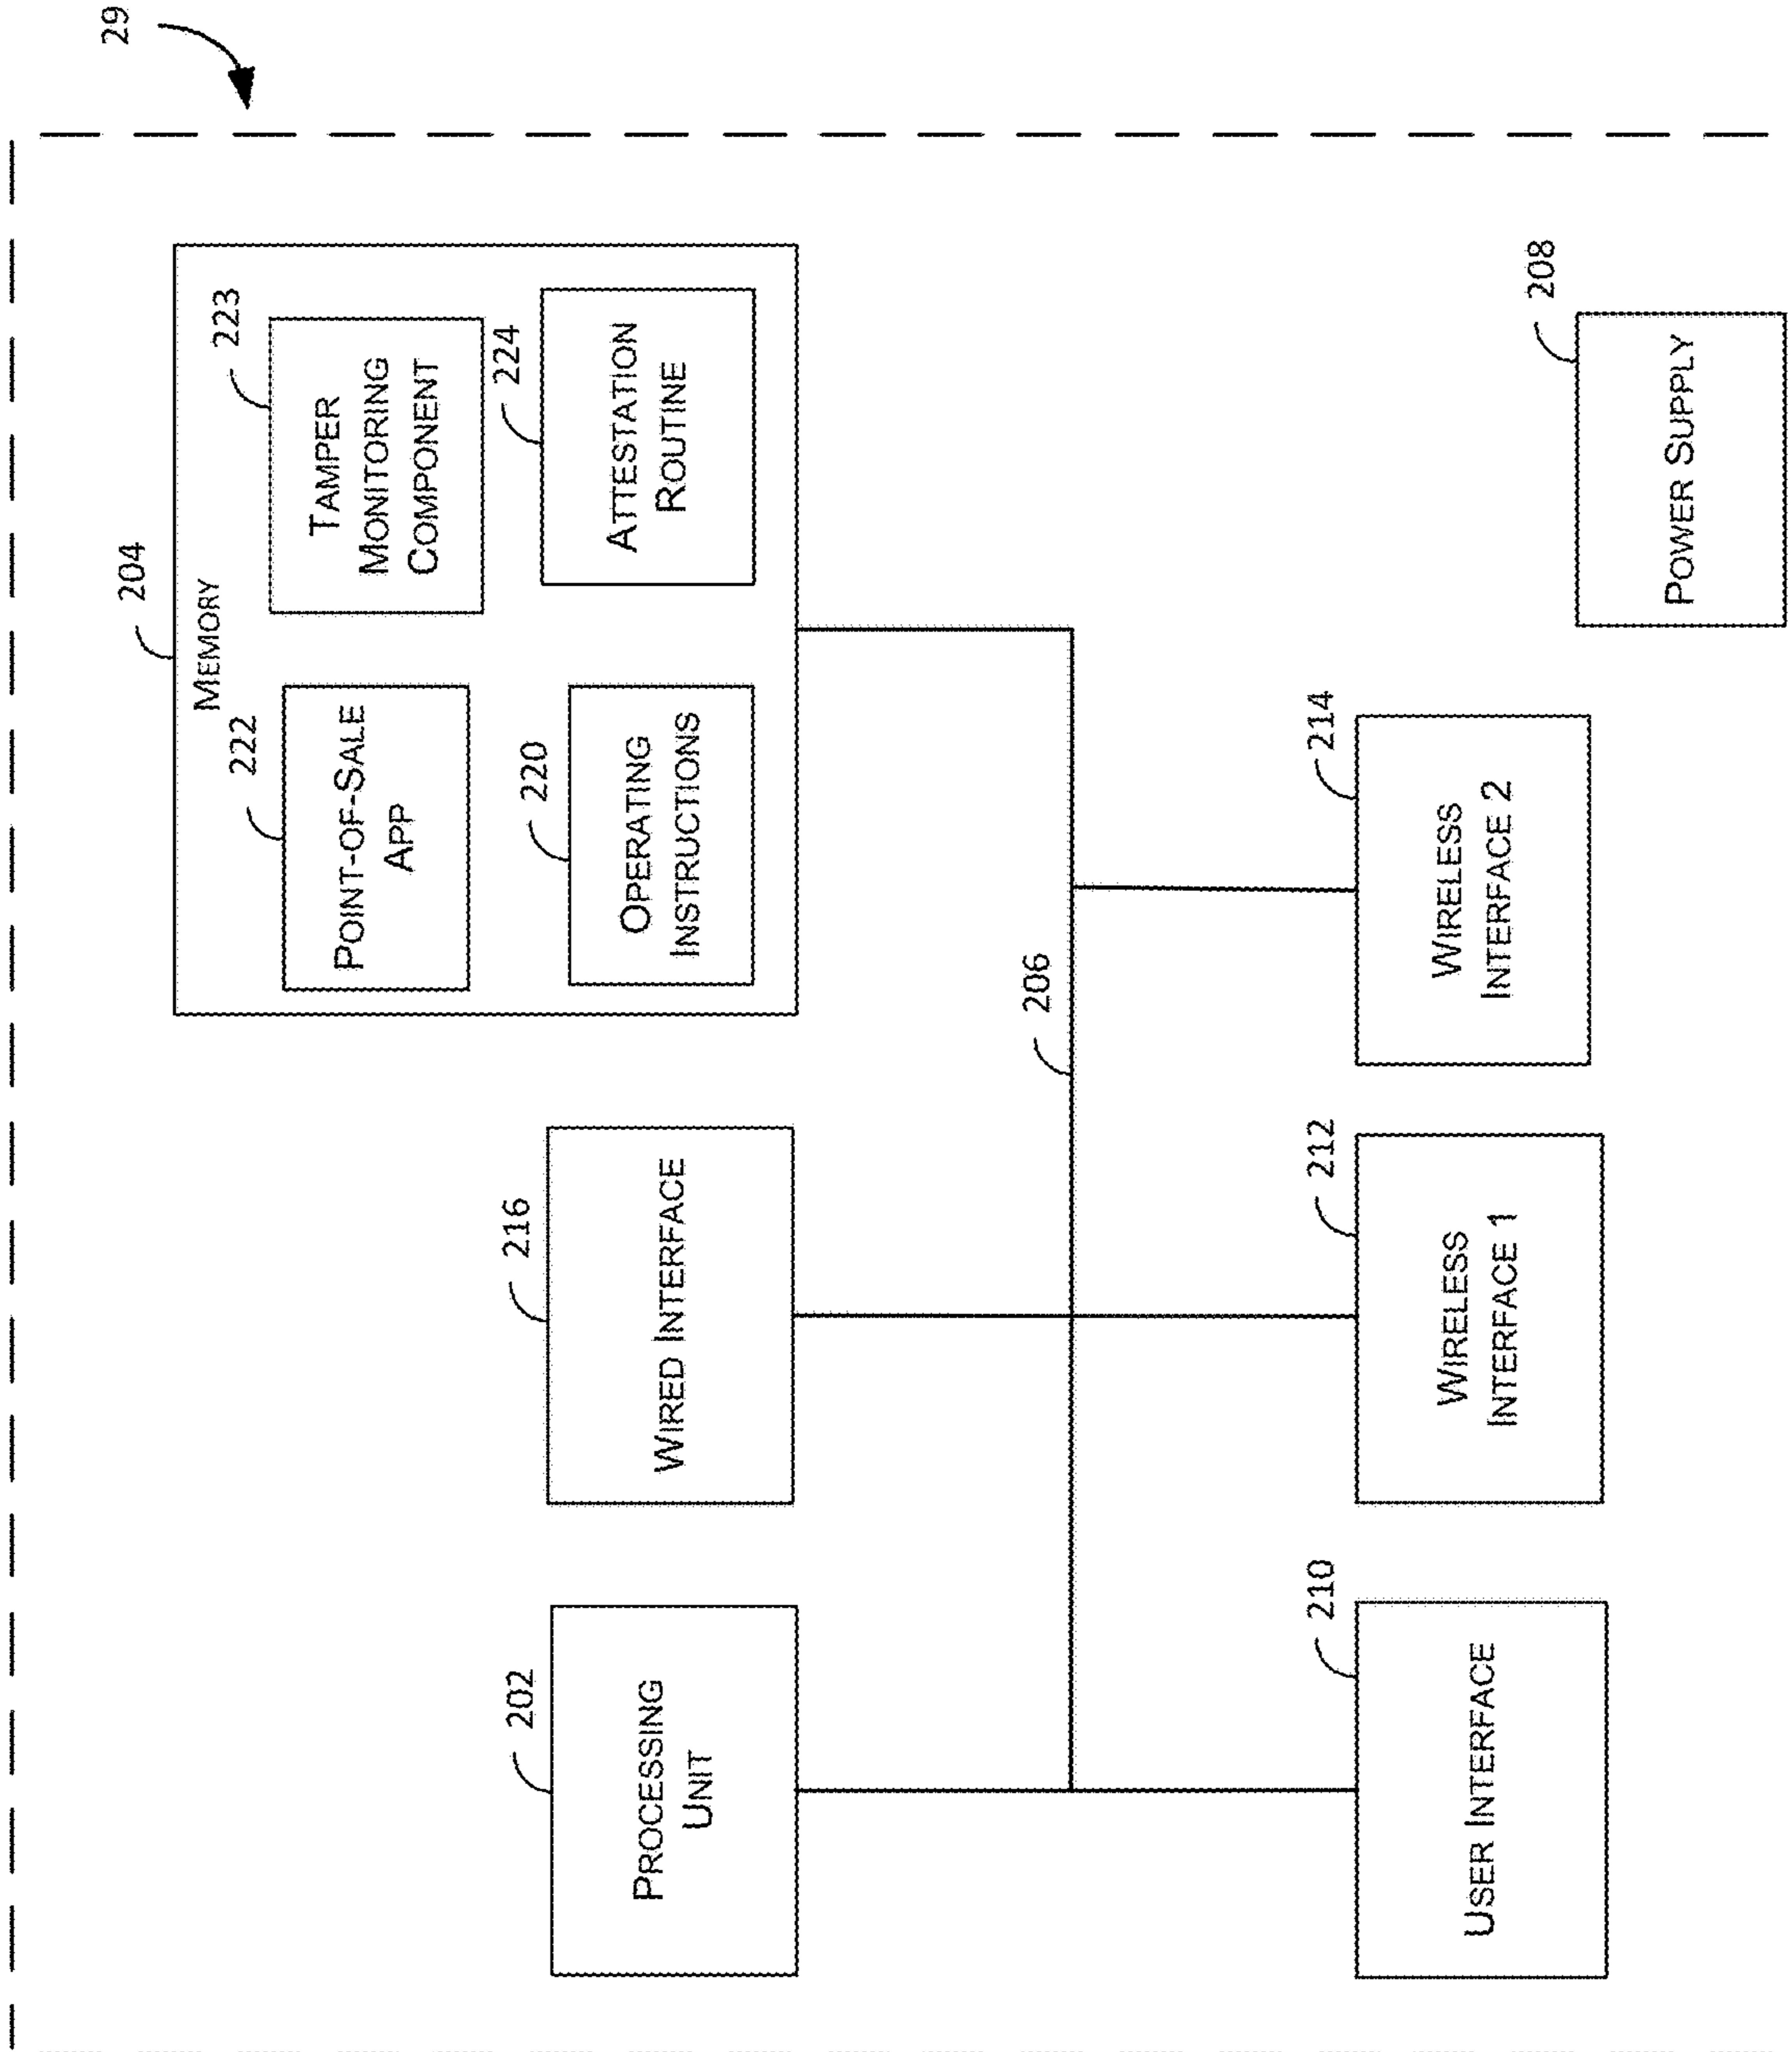 29
204
MEMORY
222
POINT-OF-SALE
APP
223
TAMPER
MONITORING
COMPONENT
220
OPERATING
INSTRUCTIONS
224
ATTESTATION
ROUTINE
202
PROCESSING
UNIT
216
WIRED INTERFACE
206
210
USER INTERFACE
212
WIRELESS
INTERFACE 1
214
WIRELESS
INTERFACE 2
208
POWER SUPPLY